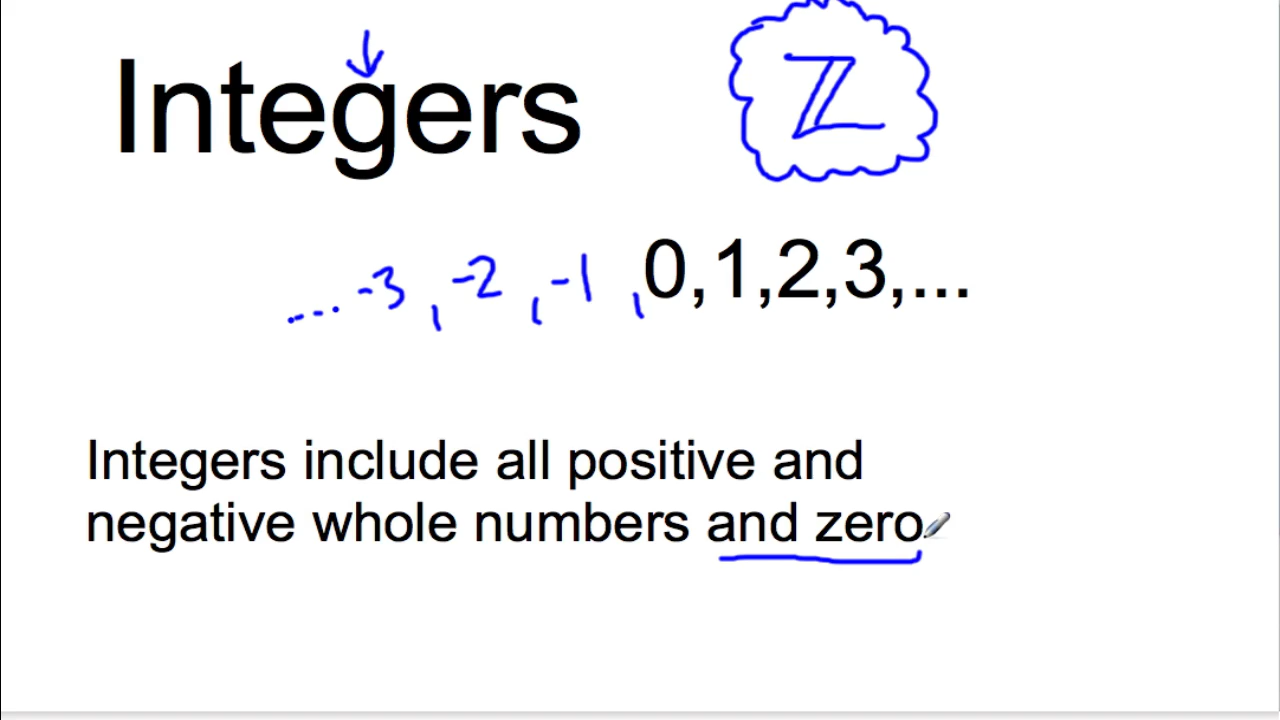 Integers ℤ
... -3, -2, -1, 0,1,2,3,...
Integers include all positive and
negative whole numbers and zero